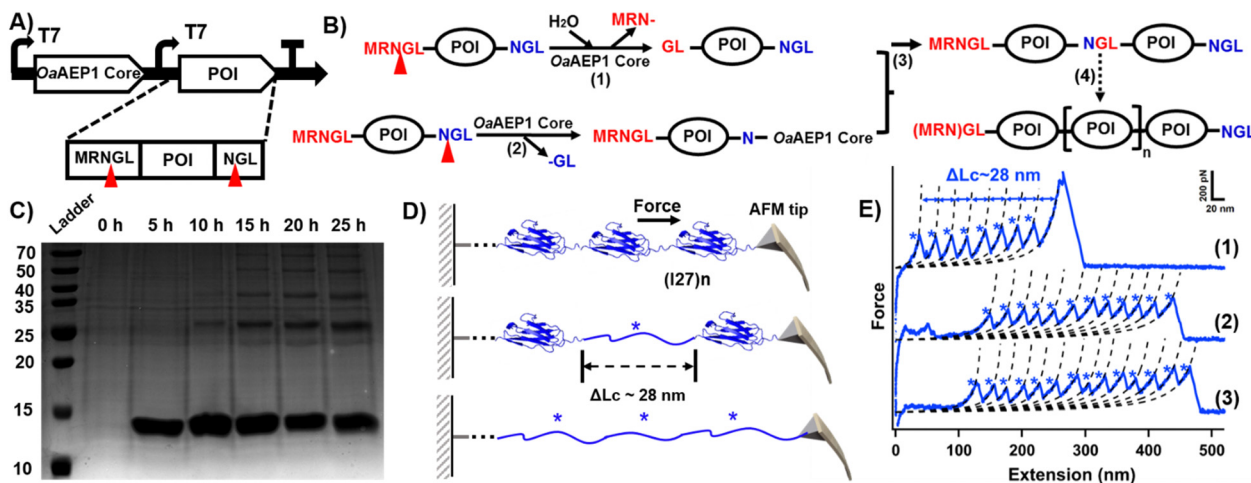 A)
T7
T7
OaAEP1 Core
POI
MRNGL
POI
NGL
B)
H₂O
MRN-
MRNGL
POI
NGL
OaAEP1 Core
(1)
GL
POI
NGL
MRNGL
POI
NGL
OaAEP1 Core
(2)
-GL
MRNGL
POI
N
OaAEP1 Core
(3)
MRNGL
POI
NGL
POI
NGL
(4)
(MRN)GL
POI
[POI]n
POI
NGL
C)
Ladder
0 h 5 h 10 h 15 h 20 h 25 h
70
50
40
35
25
20
15
10
D)
Force
AFM tip
(I27)n
*
ΔLc ~ 28 nm
* * *
E)
ΔLc~28 nm
200 pN
20 nm
* * * * * * * *
(1)
* * * * * * * * * * *
(2)
* * * * * * * * * * * * *
(3)
Force
0 100 200 300 400 500
Extension (nm)